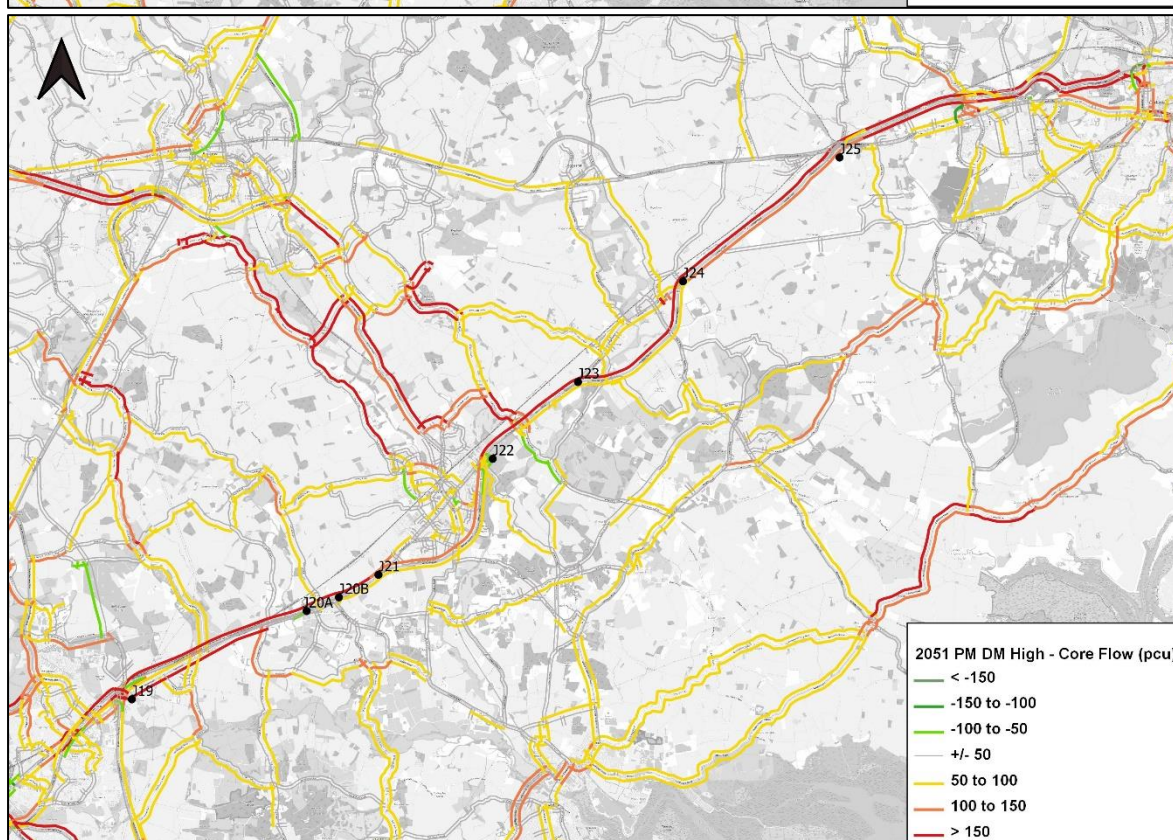 J25
J24
J23
J22
J21
J20B
J20A
J19
2051 PM DM High - Core Flow (pcu)
< -150
-150 to -100
-100 to -50
+/- 50
50 to 100
100 to 150
> 150